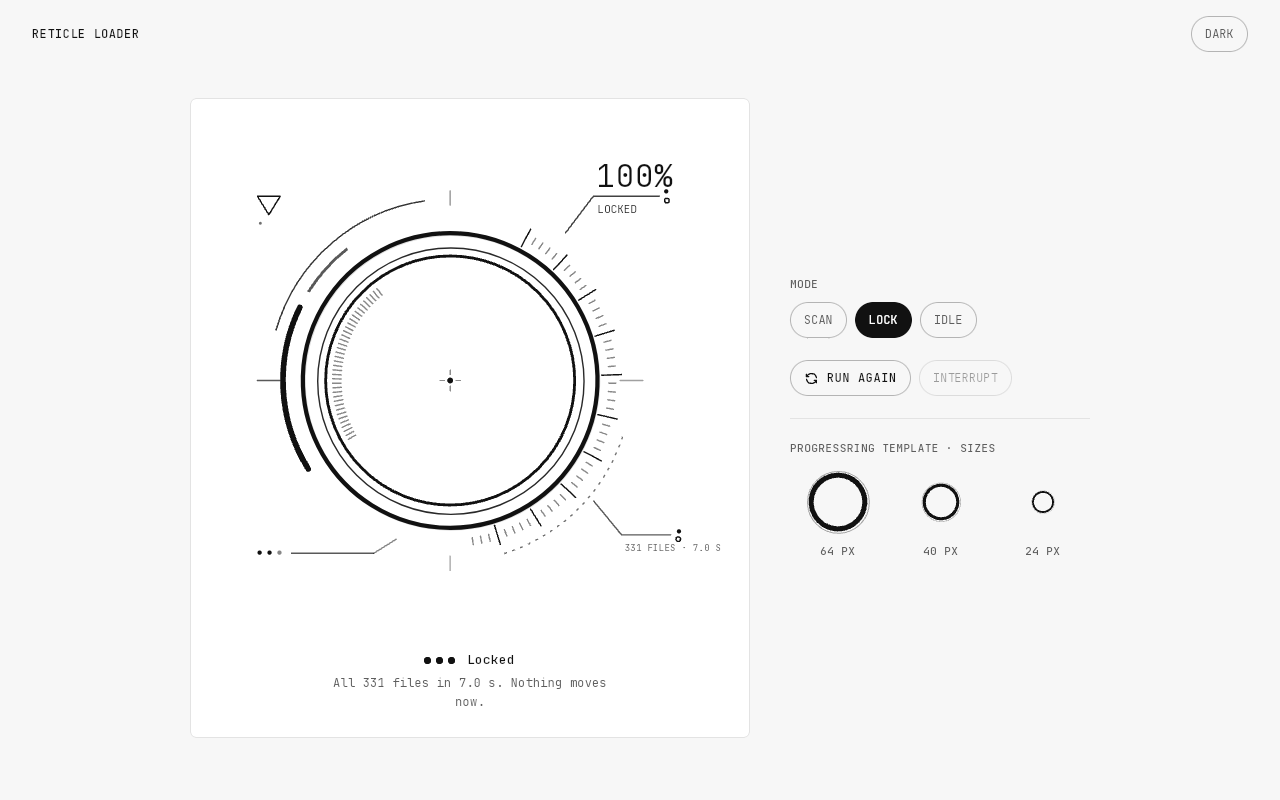 RETICLE LOADER
DARK
100%
LOCKED
331 FILES · 7.0 S
Locked
All 331 files in 7.0 s. Nothing moves
now.
MODE
SCAN
LOCK
IDLE
RUN AGAIN
INTERRUPT
PROGRESSRING TEMPLATE · SIZES
64 PX
40 PX
24 PX